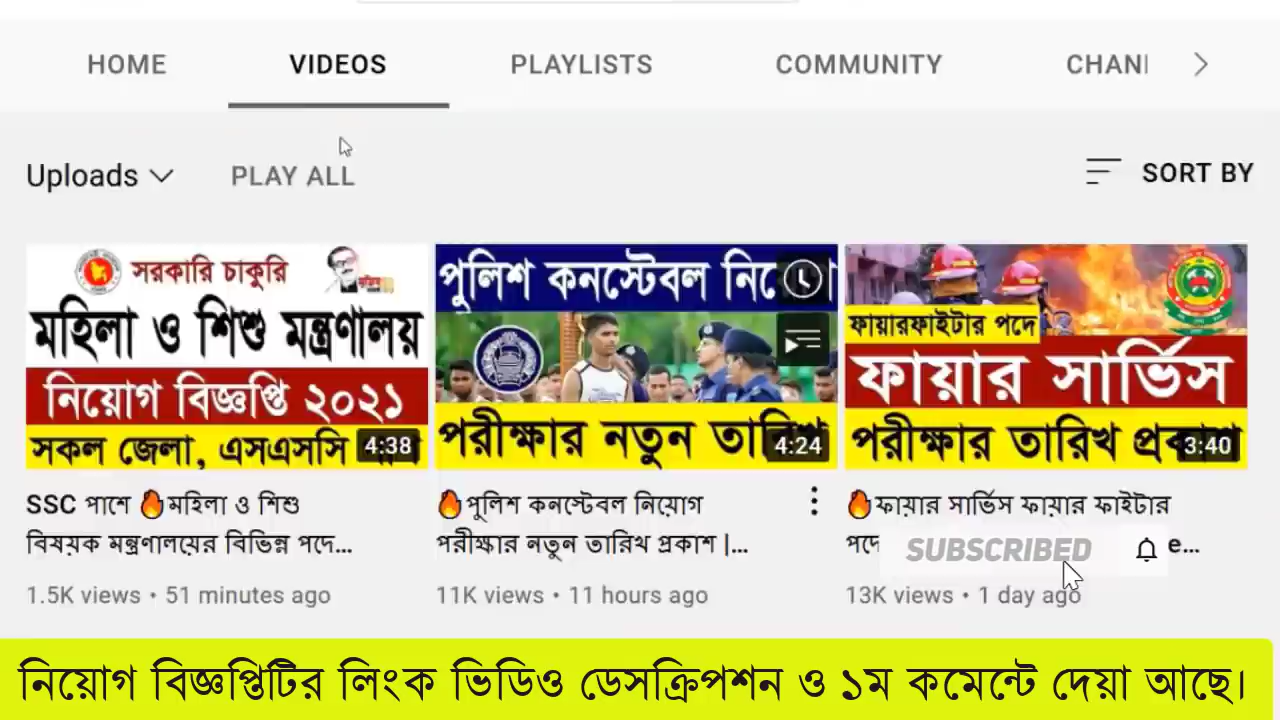 HOME VIDEOS PLAYLISTS COMMUNITY
Uploads PLAY ALL SORT BY
সরকারি চাকুরি
মহিলা ও শিশু মন্ত্রণালয়
নিয়োগ বিজ্ঞপ্তি ২০২১
সকল জেলা, এসএসসি
4:38
পুলিশ কনস্টেবল
পরীক্ষার নতুন তারিখ
4:24
ফায়ারফাইটার পদে
ফায়ার সার্ভিস
পরীক্ষার তারিখ প্রকাশ
3:40
SSC পাশে 🔥মহিলা ও শিশু
বিষয়ক মন্ত্রণালয়ের বিভিন্ন পদে...
1.5K views • 51 minutes ago
🔥পুলিশ কনস্টেবল নিয়োগ
পরীক্ষার নতুন তারিখ প্রকাশ |...
11K views • 11 hours ago
🔥ফায়ার সার্ভিস ফায়ার ফাইটার
পদে
SUBSCRIBED
13K views • 1 day ago
নিয়োগ বিজ্ঞপ্তিটির লিংক ভিডিও ডেসক্রিপশন ও ১ম কমেন্টে দেয়া আছে।